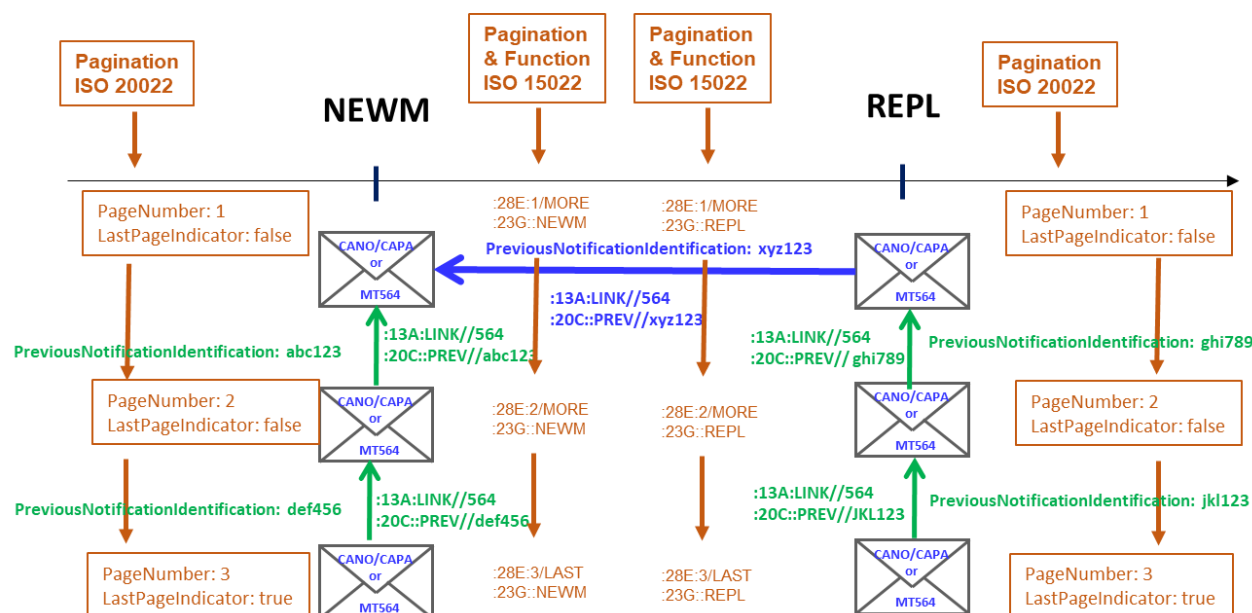 Pagination
ISO 20022
Pagination
& Function
ISO 15022
Pagination
& Function
ISO 15022
Pagination
ISO 20022
NEWM
REPL
PageNumber: 1
LastPageIndicator: false
:28E:1/MORE
:23G::NEWM
:28E:1/MORE
:23G::REPL
PageNumber: 1
LastPageIndicator: false
CANO/CAPA
or
MT564
PreviousNotificationIdentification: xyz123
CANO/CAPA
or
MT564
:13A:LINK//564
:20C::PREV//xyz123
PreviousNotificationIdentification: abc123
:13A:LINK//564
:20C::PREV//abc123
:13A:LINK//564
:20C::PREV// ghi789
PreviousNotificationIdentification: ghi789
PageNumber: 2
LastPageIndicator: false
CANO/CAPA
or
MT564
:28E:2/MORE
:23G::NEWM
:28E:2/MORE
:23G::REPL
CANO/CAPA
or
MT564
PageNumber: 2
LastPageIndicator: false
PreviousNotificationIdentification: def456
:13A:LINK//564
:20C::PREV//def456
:13A:LINK//564
:20C::PREV//JKL123
PreviousNotificationIdentification: jkl123
PageNumber: 3
LastPageIndicator: true
CANO/CAPA
or
MT564
:28E:3/LAST
:23G::NEWM
:28E:3/LAST
:23G::REPL
CANO/CAPA
or
MT564
PageNumber: 3
LastPageIndicator: true